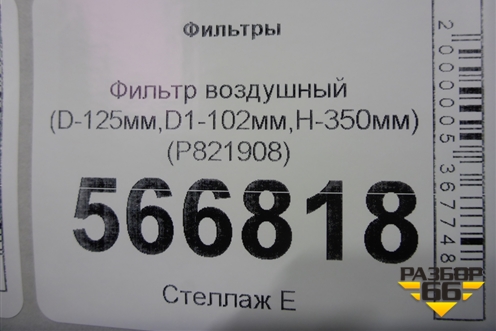 Фильтры
Фильтр воздушный
(D-125мм,D1-102мм,H-350мм)
(P821908)
566818
Стеллаж Е
2000005367748
РАЗБОР
66